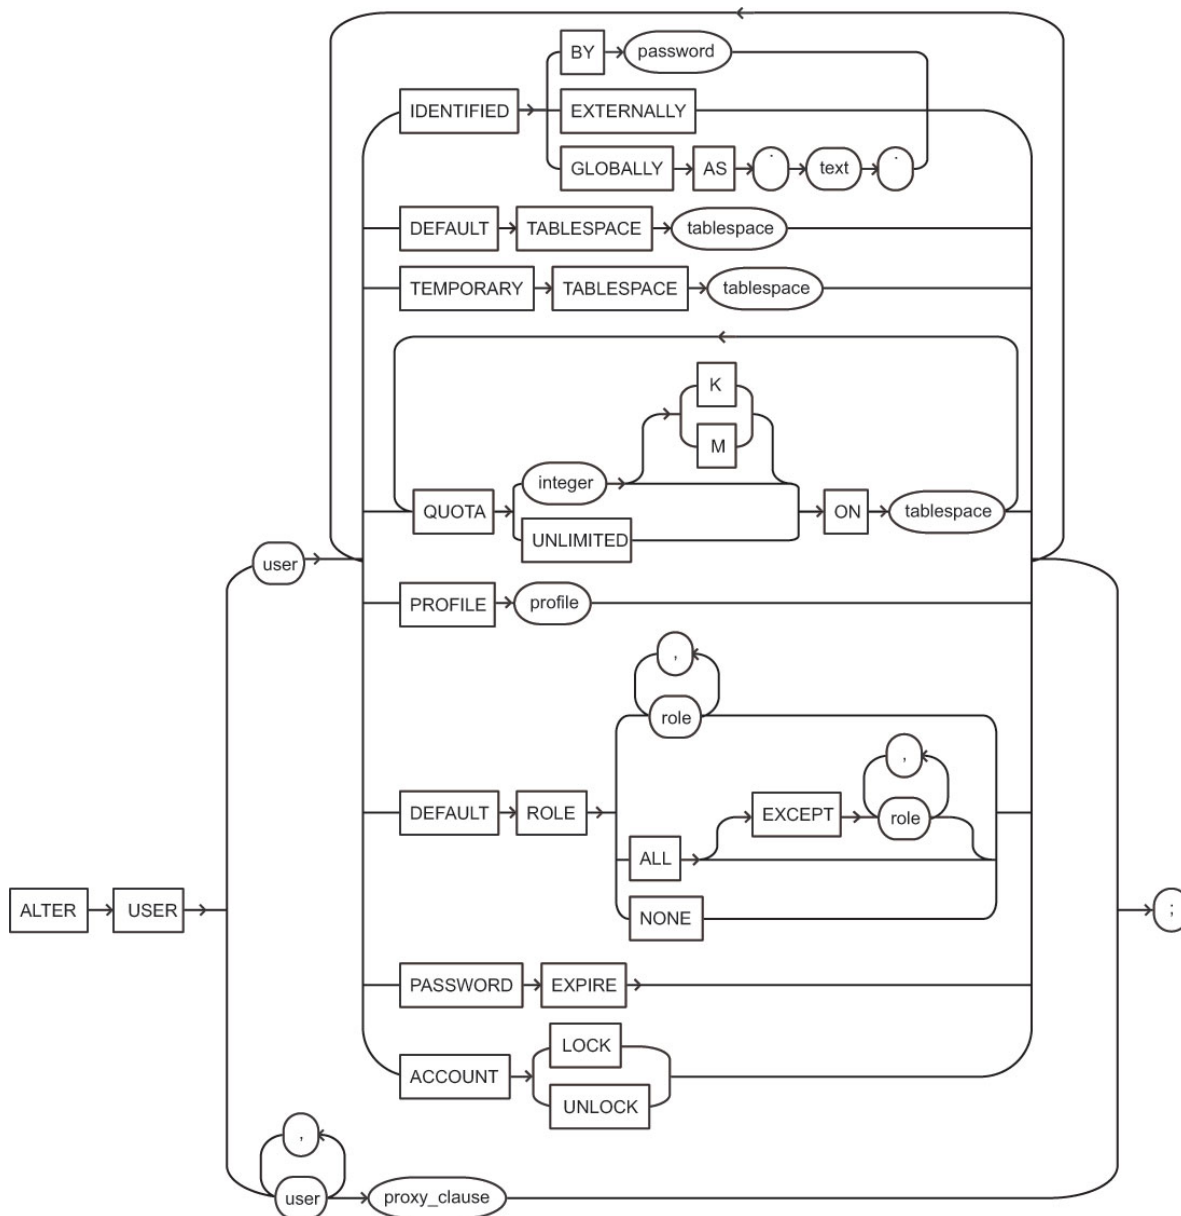 BY password
IDENTIFIED EXTERNALLY
GLOBALLY AS ' text '
DEFAULT TABLESPACE tablespace
TEMPORARY TABLESPACE tablespace
K
M
integer
QUOTA ON tablespace
UNLIMITED
user
PROFILE profile
,
role
,
DEFAULT ROLE EXCEPT role
ALL
ALTER USER ;
NONE
PASSWORD EXPIRE
LOCK
ACCOUNT
UNLOCK
,
user proxy_clause